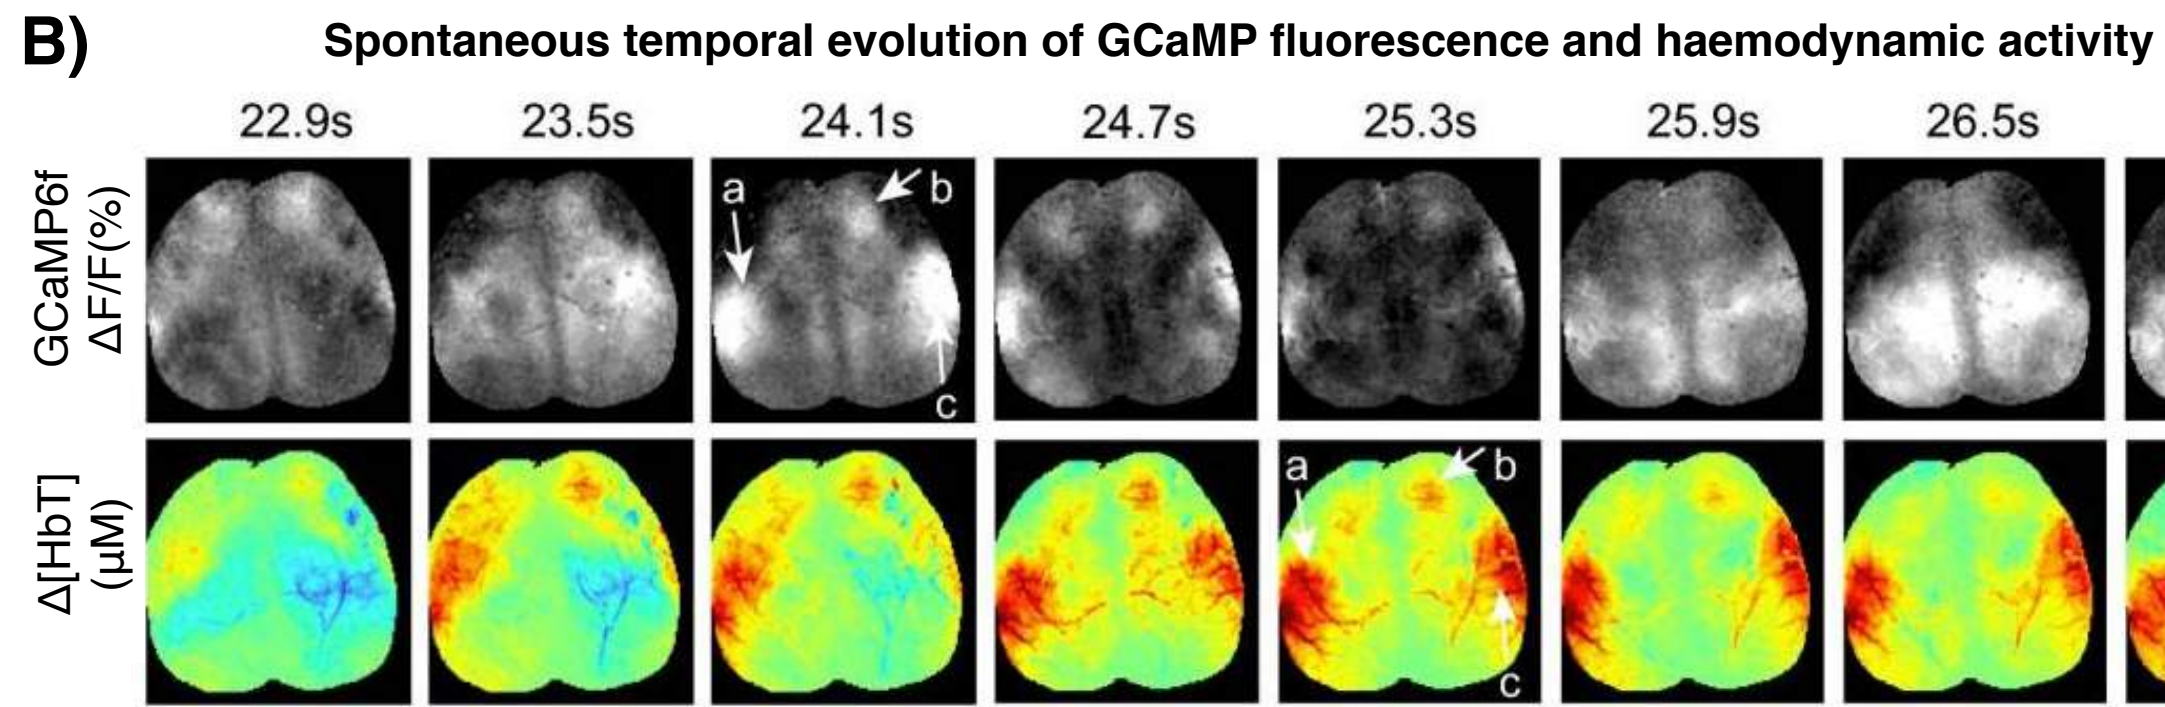 B)
Spontaneous temporal evolution of GCaMP fluorescence and haemodynamic activity
22.9s 23.5s 24.1s 24.7s 25.3s 25.9s 26.5s
GCaMP6f
ΔF/F(%)
a
b
c
Δ[HbT]
(µM)
a
b
c